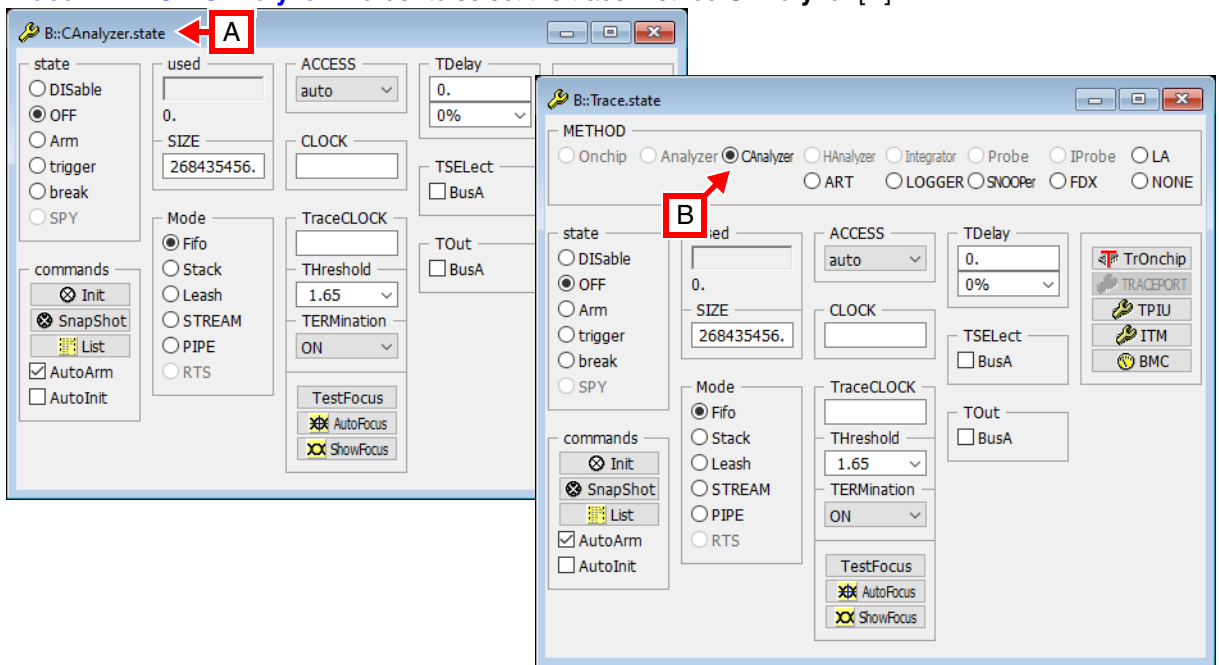 B::CAnalyzer.state
A
state
DISable
OFF
Arm
trigger
break
SPY
commands
Init
SnapShot
List
AutoArm
AutoInit
used
0.
SIZE
268435456.
Mode
Fifo
Stack
Leash
STREAM
PIPE
RTS
ACCESS
auto
CLOCK
TraceCLOCK
THreshold
1.65
TERMination
ON
TestFocus
AutoFocus
ShowFocus
TDelay
0.
0%
TSELect
BusA
TOut
BusA
B::Trace.state
METHOD
Onchip Analyzer CAnalyzer HAnalyzer Integrator Probe IProbe LA
ART LOGGER SNOOPer FDX NONE
B
state
DISable
OFF
Arm
trigger
break
SPY
commands
Init
SnapShot
List
AutoArm
AutoInit
0.
SIZE
268435456.
Mode
Fifo
Stack
Leash
STREAM
PIPE
RTS
ACCESS
auto
CLOCK
TraceCLOCK
THreshold
1.65
TERMination
ON
TestFocus
AutoFocus
ShowFocus
TDelay
0.
0%
TSELect
BusA
TOut
BusA
TrOnchip
TRACEPORT
TPIU
ITM
BMC